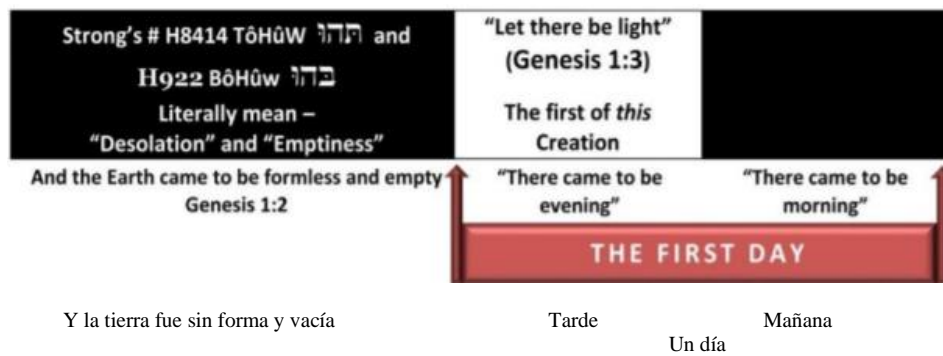 Strong's # H8414 TôHûW תֹּהוּ and
H922 BôHûw בֹּהוּ
Literally mean –
"Desolation" and "Emptiness"
"Let there be light"
(Genesis 1:3)
The first of this
Creation
And the Earth came to be formless and empty
Genesis 1:2
"There came to be
evening"
"There came to be
morning"
THE FIRST DAY
Y la tierra fue sin forma y vacía
Tarde
Mañana
Un día